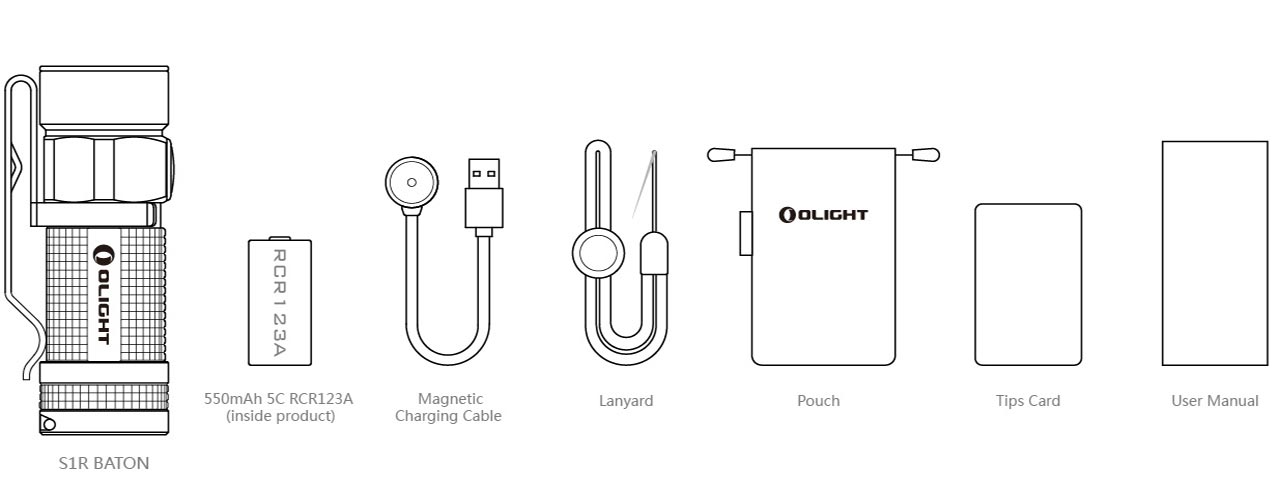 OLIGHT
S1R BATON
RCR123A
550mAh 5C RCR123A
(inside product)
Magnetic
Charging Cable
Lanyard
OLIGHT
Pouch
Tips Card
User Manual